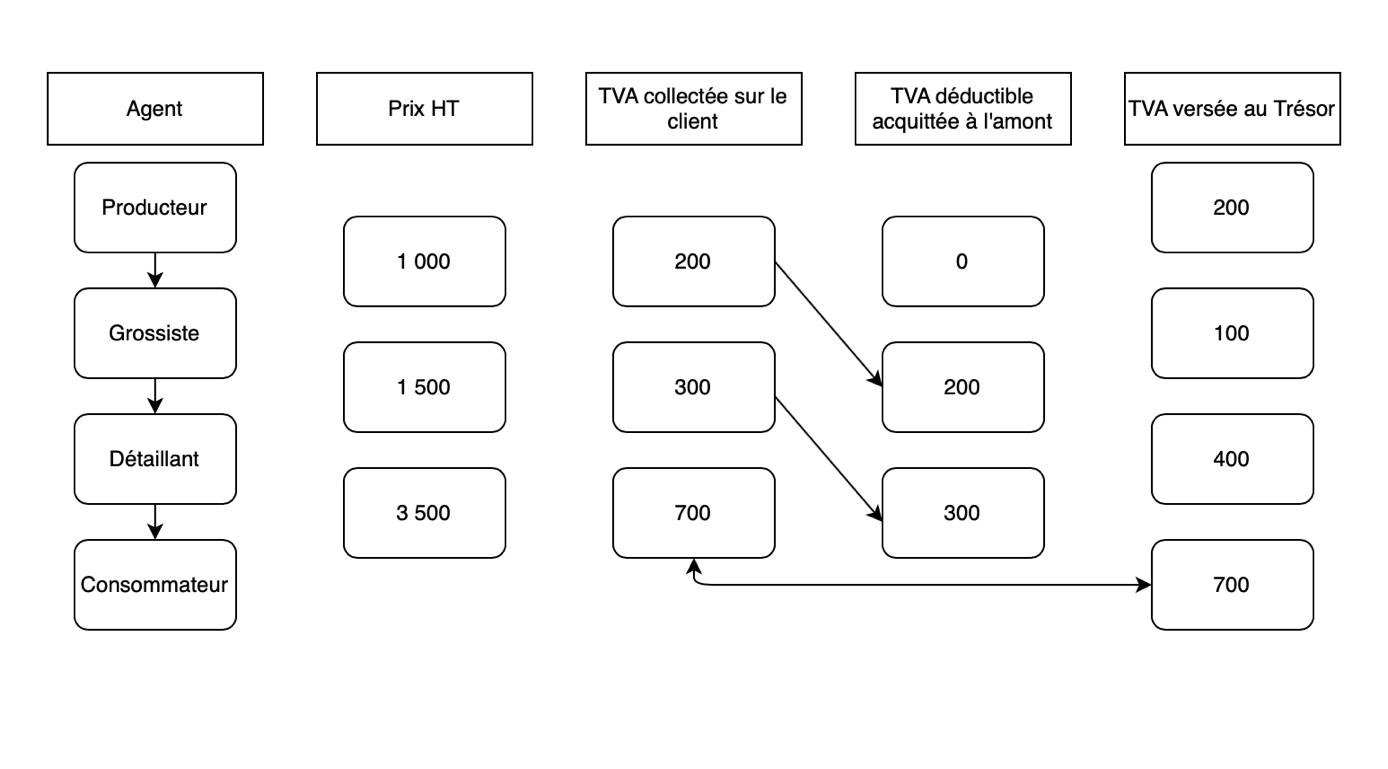 Agent
Prix HT
TVA collectée sur le
client
TVA déductible
acquittée à l'amont
TVA versée au Trésor
Producteur
200
1 000
200
0
Grossiste
100
1 500
300
200
Détaillant
400
3 500
700
300
Consommateur
700